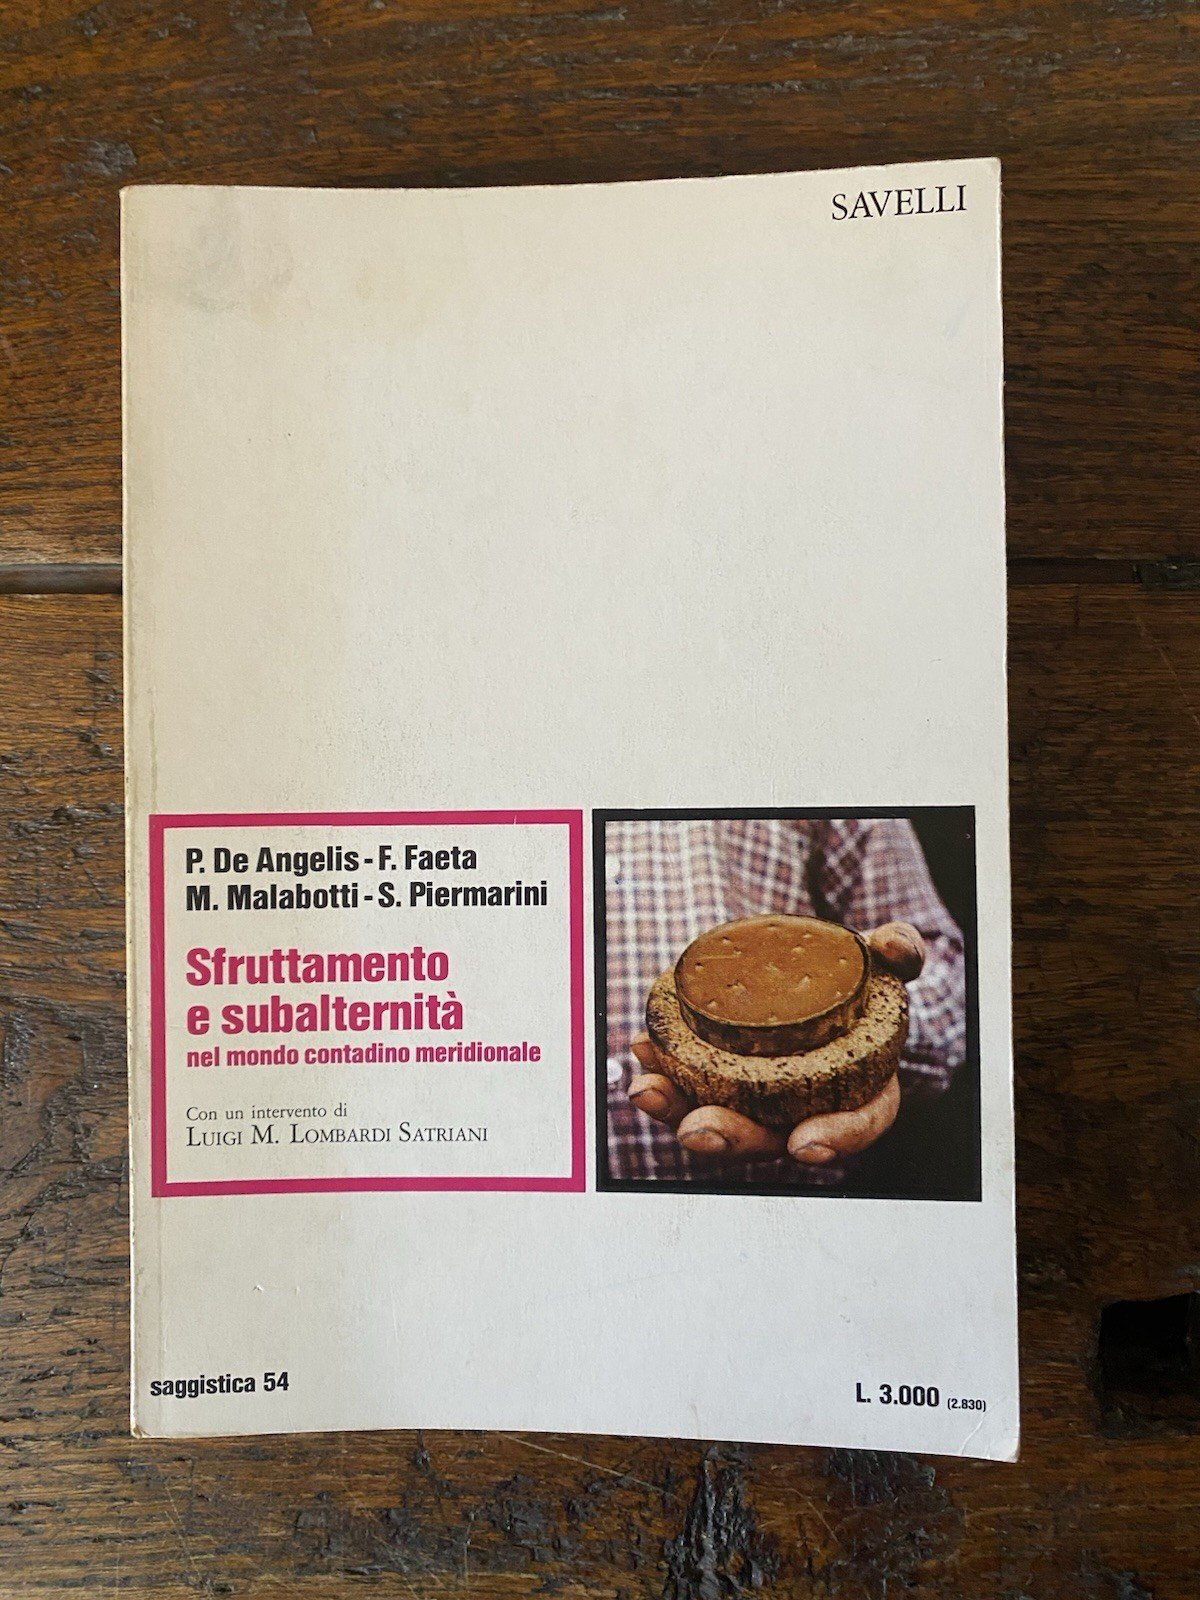 SAVELLI
P. De Angelis - F. Faeta
M. Malabotti - S. Piermarini
Sfruttamento
e subalternità
nel mondo contadino meridionale
Con un intervento di
LUIGI M. LOMBARDI SATRIANI
saggistica 54
L. 3.000 (2.830)